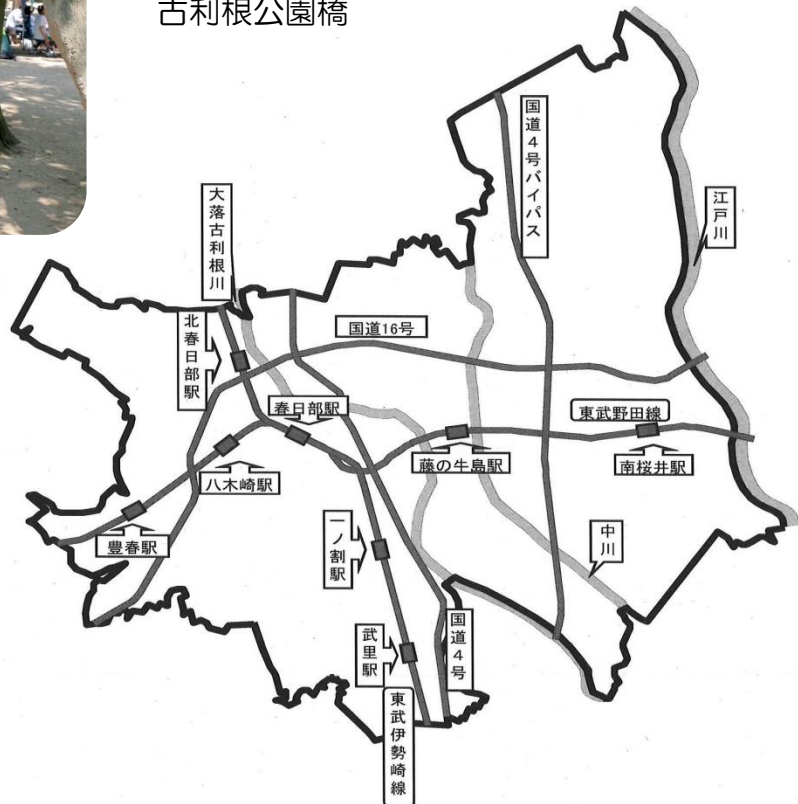 古利根公園橋
国道4号バイパス
江戸川
大落古利根川
北春日部駅
国道16号
春日部駅
東武野田線
八木崎駅
藤の牛島駅
南桜井駅
豊春駅
一ノ割駅
中川
武里駅
国道4号
東武伊勢崎線